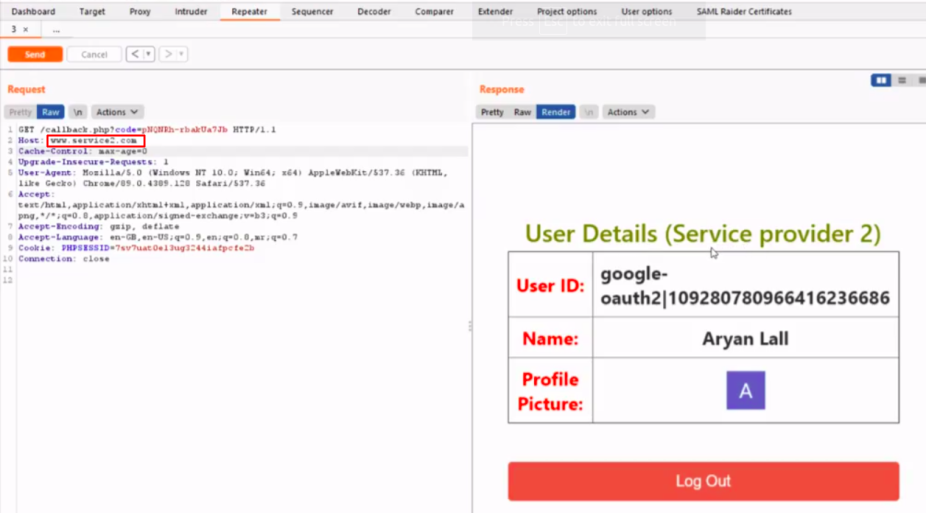 Dashboard Target Proxy Intruder Repeater Sequencer Decoder Comparer Extender Project options User options SAML Raider Certificates
3 × ...
Send Cancel < ▾ > ▾
Request
Pretty Raw \n Actions
1 GET /callback.php?code=pNQNRh-rbakUa7Jb HTTP/1.1
2 Host: www.service2.com
3 Cache-Control: max-age=0
4 Upgrade-Insecure-Requests: 1
5 User-Agent: Mozilla/5.0 (Windows NT 10.0; Win64; x64) AppleWebKit/537.36 (KHTML,
like Gecko) Chrome/89.0.4389.128 Safari/537.36
6 Accept:
text/html,application/xhtml+xml,application/xml;q=0.9,image/avif,image/webp,image/a
png,*/*;q=0.8,application/signed-exchange;v=b3;q=0.9
7 Accept-Encoding: gzip, deflate
8 Accept-Language: en-GB,en-US;q=0.9,en;q=0.8,mr;q=0.7
9 Cookie: PHPSESSID=
10 Connection: close
11
12
Response
Pretty Raw Render \n Actions
User Details (Service provider 2)
User ID: google-
oauth2|109280780966416236686
Name: Aryan Lall
Profile
Picture: A
Log Out